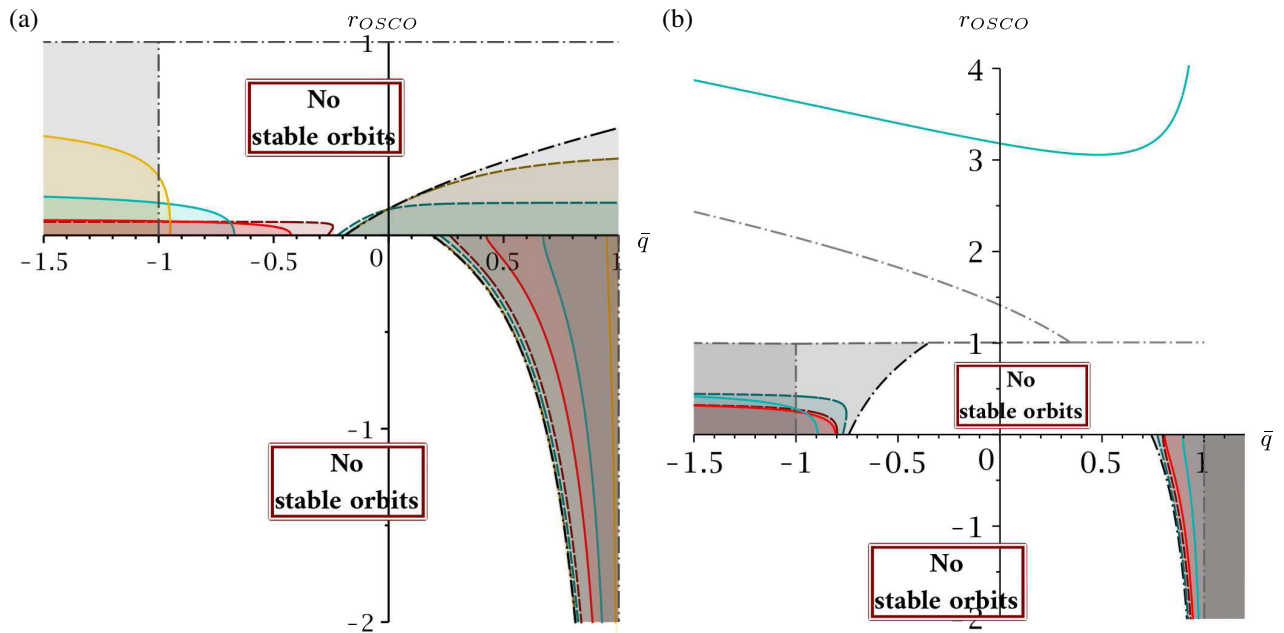 (a)
r_OSCO
1
No
stable orbits
-1.5
-1
-0.5
0
0.5
1
q̄
-1
No
stable orbits
-2
(b)
r_OSCO
4
3
2
1
No
stable orbits
-1.5
-1
-0.5
0
0.5
1
q̄
-1
No
stable orbits
-2